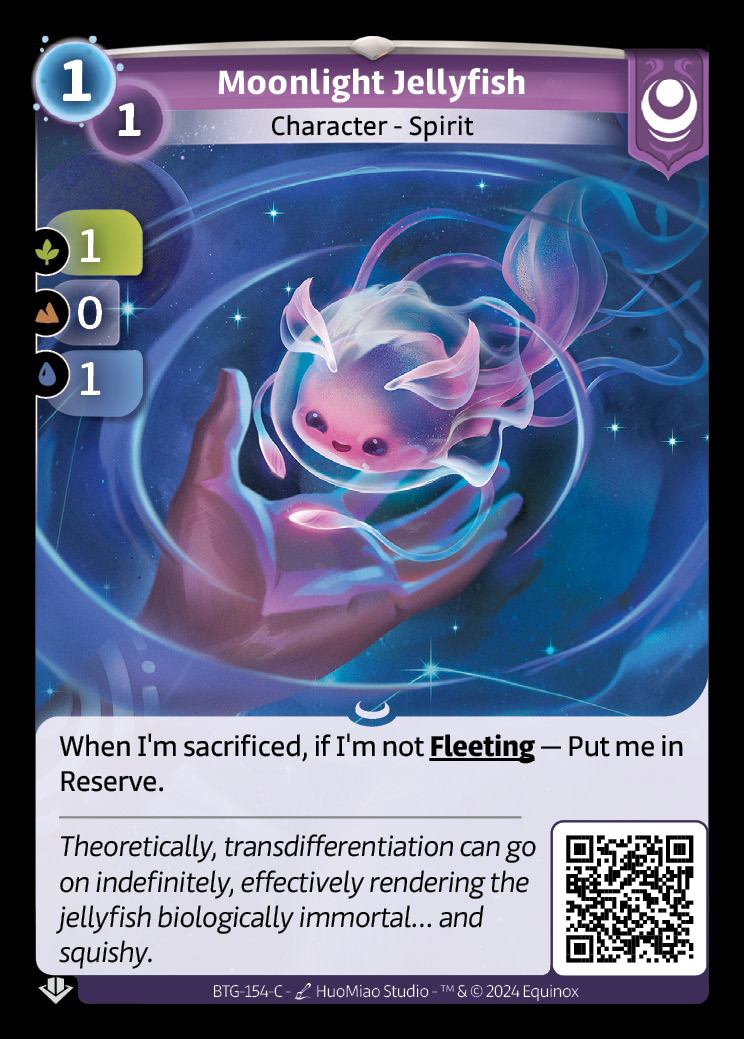 1
Moonlight Jellyfish
1
Character - Spirit
1
0
1
When I'm sacrificed, if I'm not Fleeting — Put me in
Reserve.
Theoretically, transdifferentiation can go
on indefinitely, effectively rendering the
jellyfish biologically immortal... and
squishy.
BTG-154-C - HuoMiao Studio - ™ & © 2024 Equinox